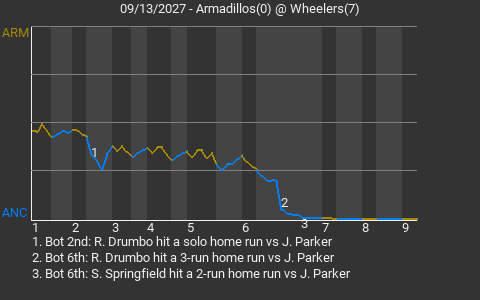 09/13/2027 - Armadillos(0) @ Wheelers(7)
ARM
1
2
ANC
3
1 2 3 4 5 6 7 8 9
1. Bot 2nd: R. Drumbo hit a solo home run vs J. Parker
2. Bot 6th: R. Drumbo hit a 3-run home run vs J. Parker
3. Bot 6th: S. Springfield hit a 2-run home run vs J. Parker